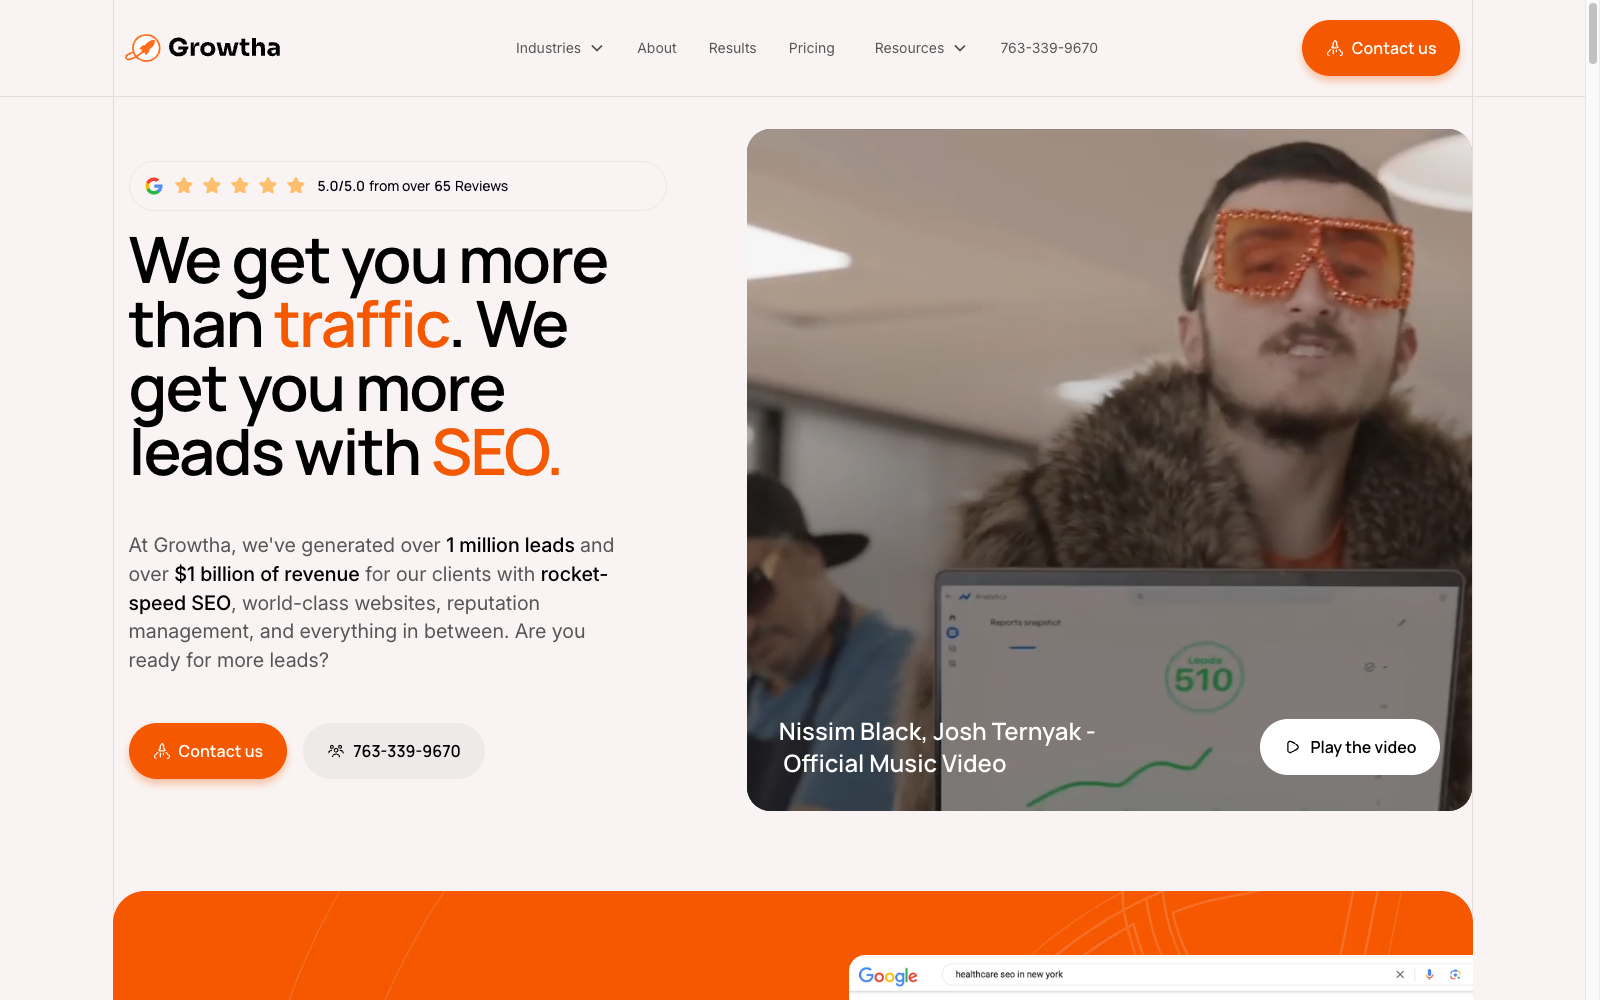 Growtha
Industries
About
Results
Pricing
Resources
763-339-9670
Contact us
5.0/5.0 from over 65 Reviews
We get you more
than traffic. We
get you more
leads with SEO.
At Growtha, we've generated over 1 million leads and
over $1 billion of revenue for our clients with rocket-
speed SEO, world-class websites, reputation
management, and everything in between. Are you
ready for more leads?
Contact us
763-339-9670
Analytics
Reports snapshot
Leads
510
Nissim Black, Josh Ternyak -
Official Music Video
Play the video
Google
healthcare seo in new york